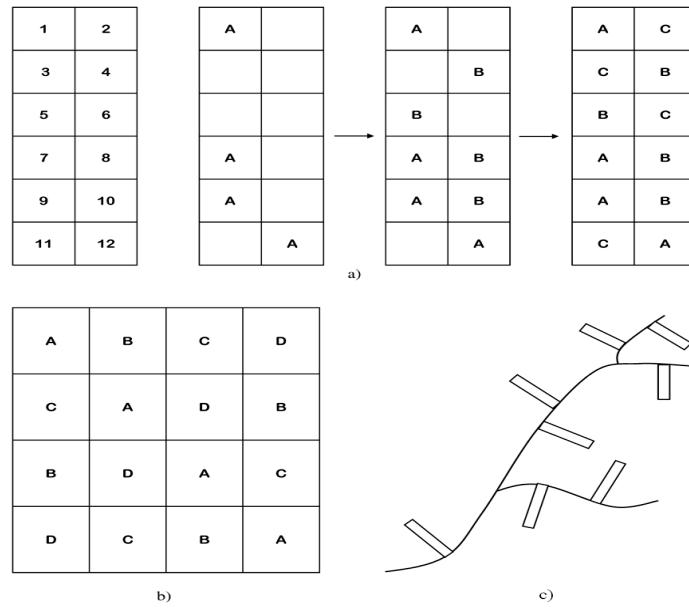 1 2 A A A C
3 4 B C B
5 6 B B C
7 8 A A B A B
9 10 A A B A B
11 12 A A C A
a)
A B C D
C A D B
B D A C
D C B A
b) c)